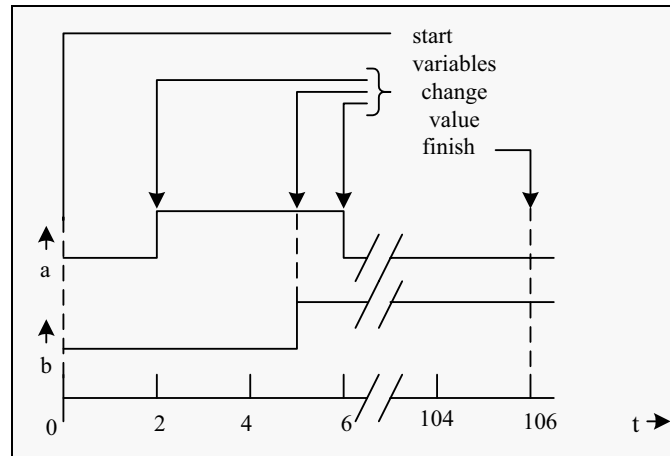 start
variables
change
value
finish
a
b
0 2 4 6 104 106 t